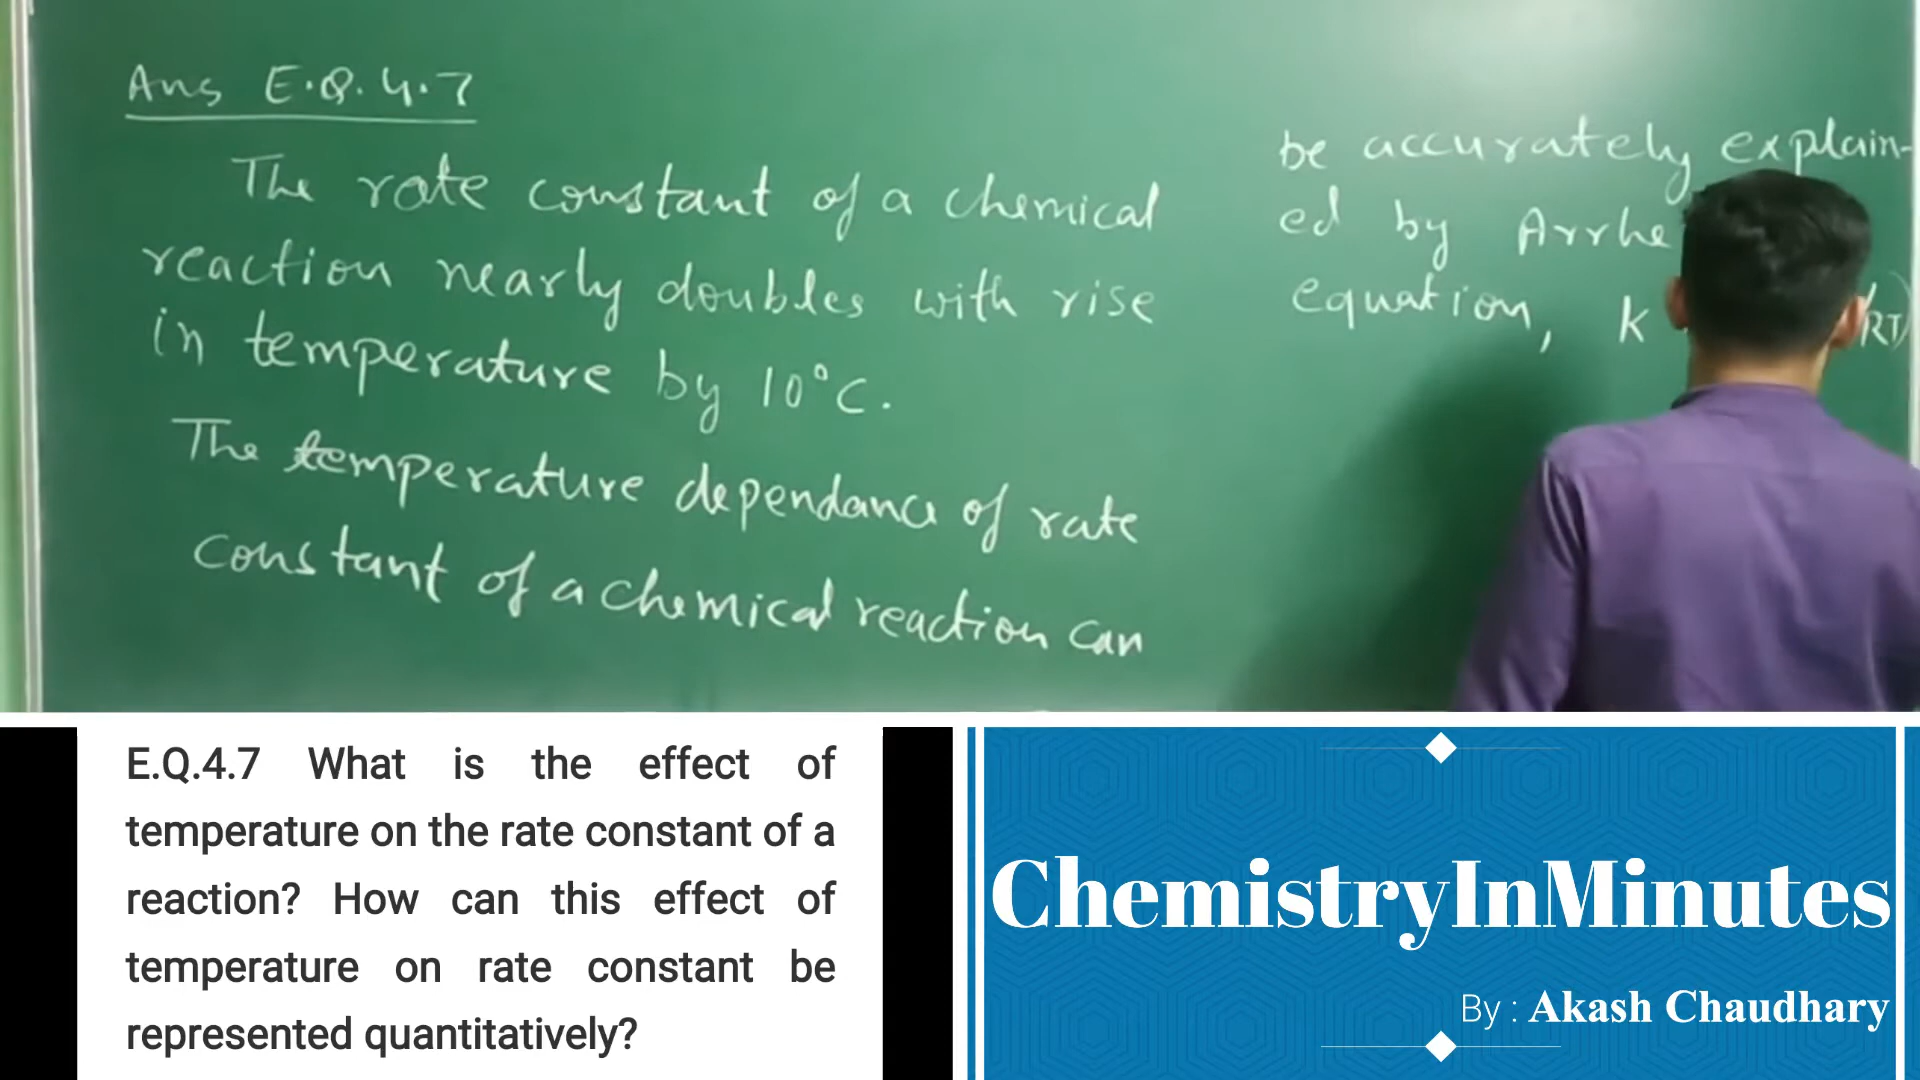 Ans E.Q.4.7
The rate constant of a chemical
reaction nearly doubles with rise
in temperature by 10°C.
The temperature dependance of rate
constant of a chemical reaction can
be accurately explain-
ed by Arrhe
equation, k RT)
E.Q.4.7 What is the effect of
temperature on the rate constant of a
reaction? How can this effect of
temperature on rate constant be
represented quantitatively?
ChemistryInMinutes
By : Akash Chaudhary